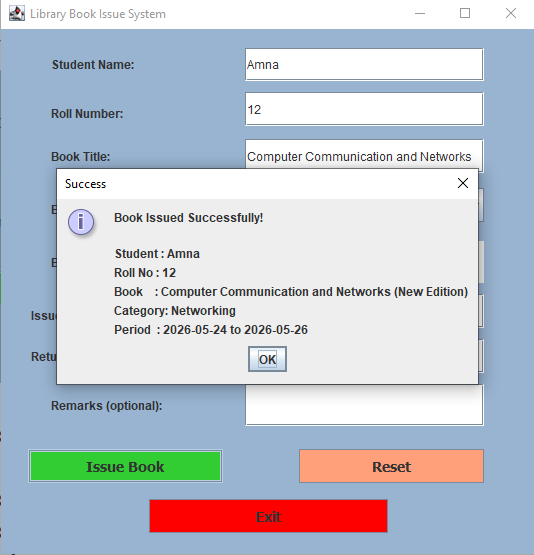 Library Book Issue System
Student Name:
Amna
Roll Number:
12
Book Title:
Computer Communication and Networks
Success
Book Issued Successfully!
Student : Amna
Roll No : 12
Book : Computer Communication and Networks (New Edition)
Category: Networking
Period : 2026-05-24 to 2026-05-26
OK
Remarks (optional):
Issue Book
Reset
Exit